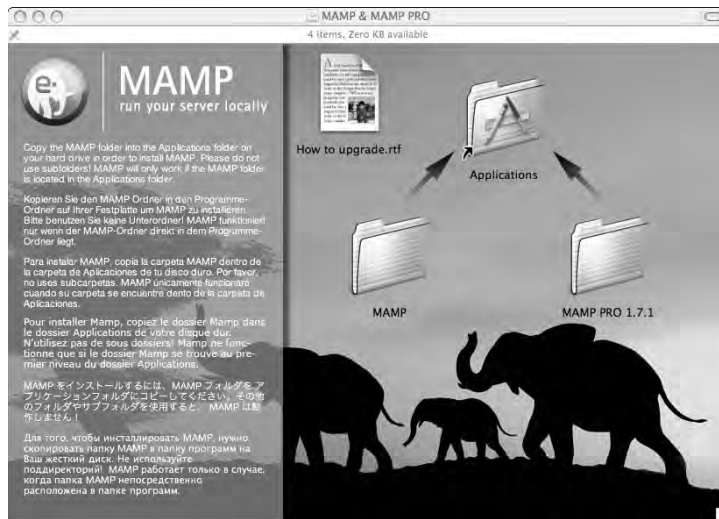 MAMP & MAMP PRO
4 items, Zero KB available
MAMP
run your server locally
Copy the MAMP folder into the Applications folder on
your hard drive in order to install MAMP. Please do not
use subfolders! MAMP will only work if the MAMP folder
is located in the Applications folder.
Kopieren Sie den MAMP Ordner in den Programme-
Ordner auf Ihrer Festplatte um MAMP zu installieren.
Bitte benutzen Sie keine Unterordner! MAMP funktioniert
nur wenn der MAMP-Ordner direkt in dem Programme-
Ordner liegt.
Para instalar MAMP, copia la carpeta MAMP dentro de
la carpeta de Aplicaciones de tu disco duro. Por favor,
no uses subcarpetas. MAMP únicamente funcionará
cuando su carpeta se encuentre dento de la carpeta de
Aplicaciones.
Pour installer Mamp, copiez le dossier Mamp dans
le dossier Applications de votre disque dur.
N'utilisez pas de sous dossiers! Mamp ne fonc-
tionne que si le dossier Mamp se trouve au pre-
mier niveau du dossier Applications.
MAMP をインストールするには、MAMP フォルダを ア
プリケーションフォルダにコピーしてください。その他
のフォルダやサブフォルダを使用すると、 MAMP は動
作しません！
Для того, чтобы инсталлировать MAMP, нужно
скопировать папку MAMP в папку программ на
Ваш жесткий диск. Не используйте
поддиректорий! MAMP работает только в случае,
когда папка MAMP непосредственно
расположена в папке программ.
How to upgrade.rtf
Applications
MAMP
MAMP PRO 1.7.1